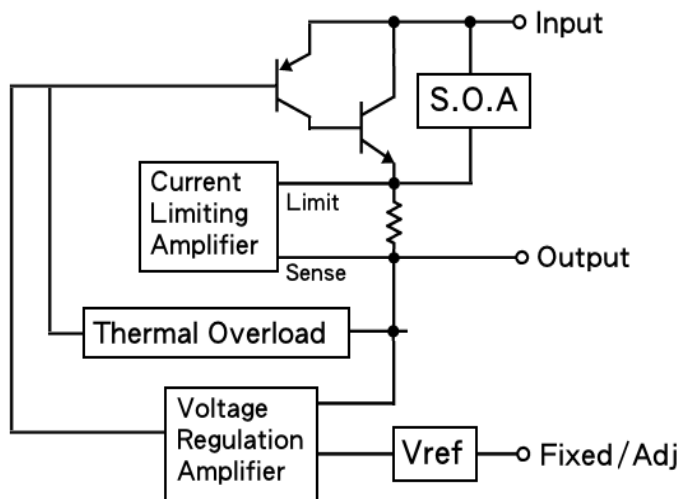 Input
S.O.A
Current
Limiting
Amplifier
Limit
Sense
Output
Thermal Overload
Voltage
Regulation
Amplifier
Vref
Fixed/Adj